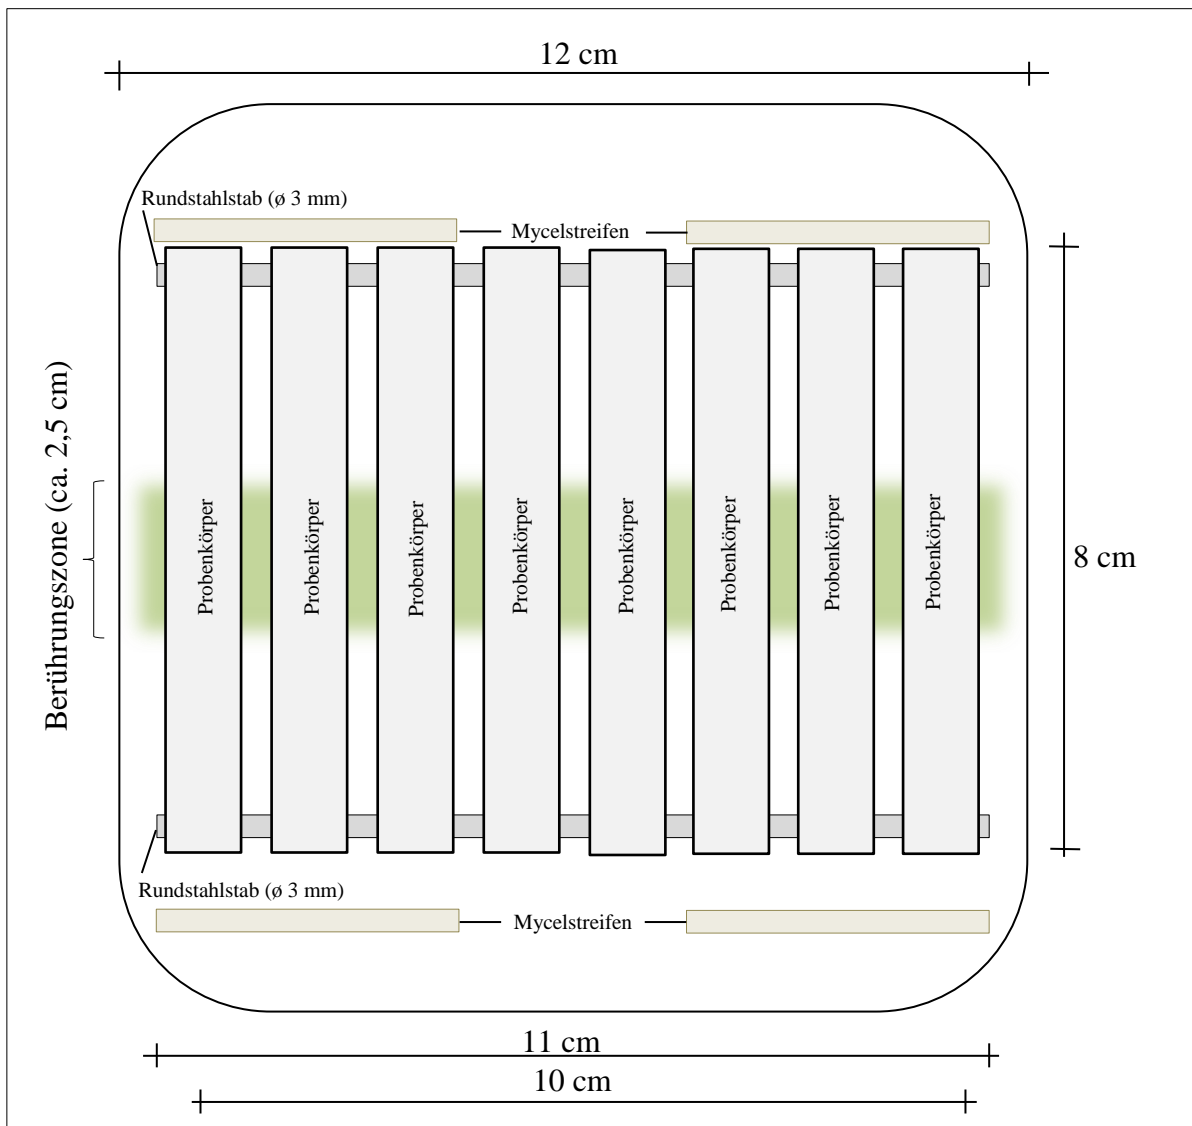 12 cm
Rundstahlstab (ø 3 mm)
Mycelstreifen
Berührungszone (ca. 2,5 cm)
Probenkörper
Probenkörper
Probenkörper
Probenkörper
Probenkörper
Probenkörper
Probenkörper
Probenkörper
8 cm
Rundstahlstab (ø 3 mm)
Mycelstreifen
11 cm
10 cm